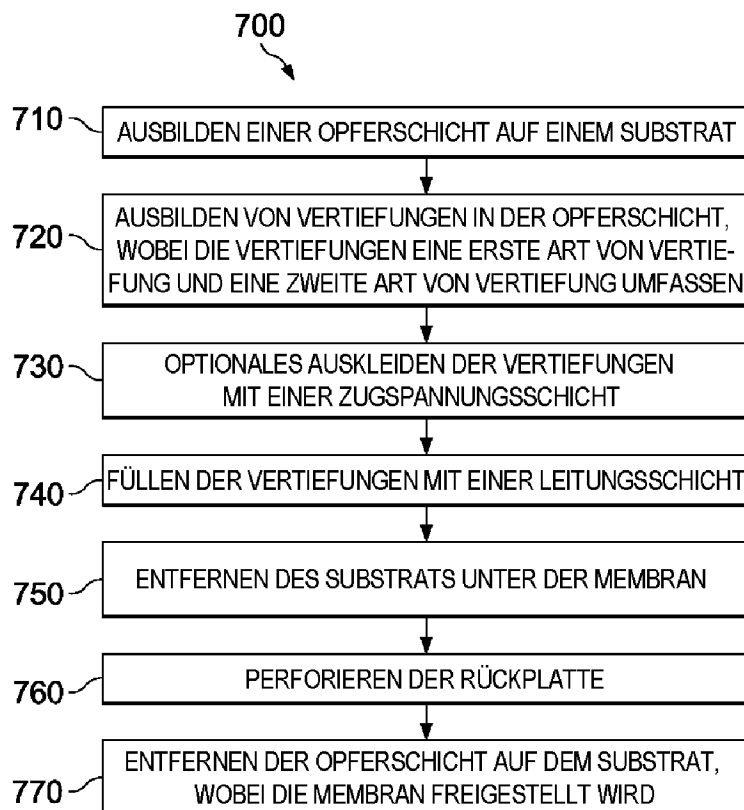 700
710
AUSBILDEN EINER OPFERSCHICHT AUF EINEM SUBSTRAT
720
AUSBILDEN VON VERTIEFUNGEN IN DER OPFERSCHICHT,
WOBEI DIE VERTIEFUNGEN EINE ERSTE ART VON VERTIE-
FUNG UND EINE ZWEITE ART VON VERTIEFUNG UMFASSEN
730
OPTIONALES AUSKLEIDEN DER VERTIEFUNGEN
MIT EINER ZUGSPANNUNGSSCHICHT
740
FÜLLEN DER VERTIEFUNGEN MIT EINER LEITUNGSSCHICHT
750
ENTFERNEN DES SUBSTRATS UNTER DER MEMBRAN
760
PERFORIEREN DER RÜCKPLATTE
770
ENTFERNEN DER OPFERSCHICHT AUF DEM SUBSTRAT,
WOBEI DIE MEMBRAN FREIGESTELLT WIRD